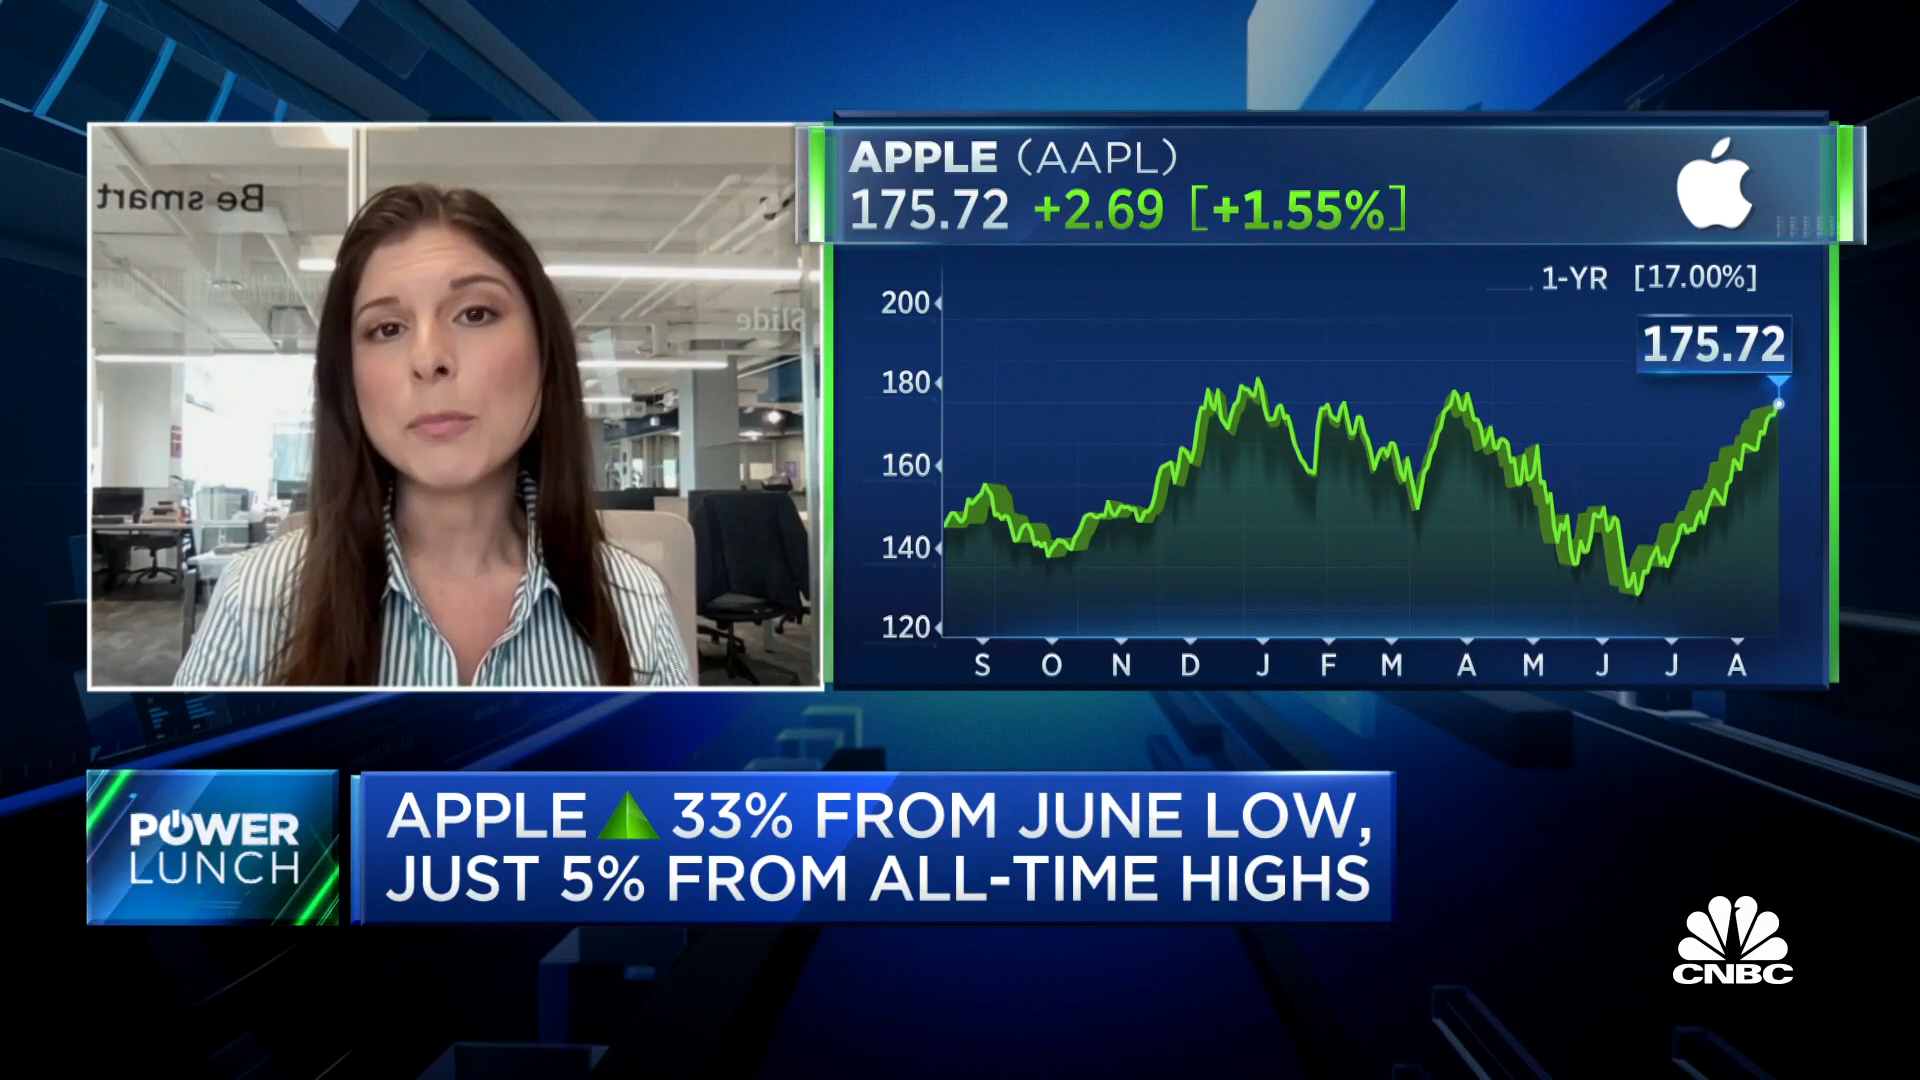 Be smart
Slide
APPLE (AAPL)
175.72 +2.69 [+1.55%]
1-YR [17.00%]
175.72
200
180
160
140
120
S O N D J F M A M J J A
POWER
LUNCH
APPLE ▲ 33% FROM JUNE LOW,
JUST 5% FROM ALL-TIME HIGHS
CNBC